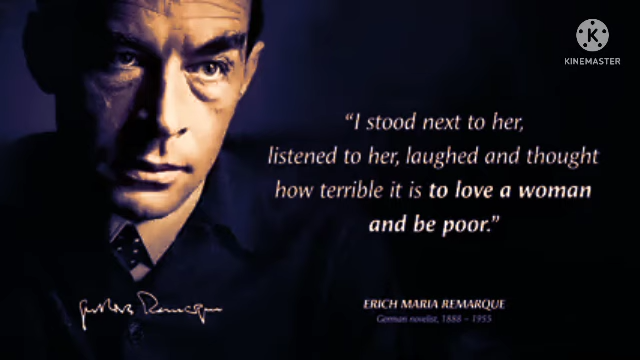 KINEMASTER
“I stood next to her,
listened to her, laughed and thought
how terrible it is to love a woman
and be poor.”
ERICH MARIA REMARQUE
German novelist, 1888 – 1955